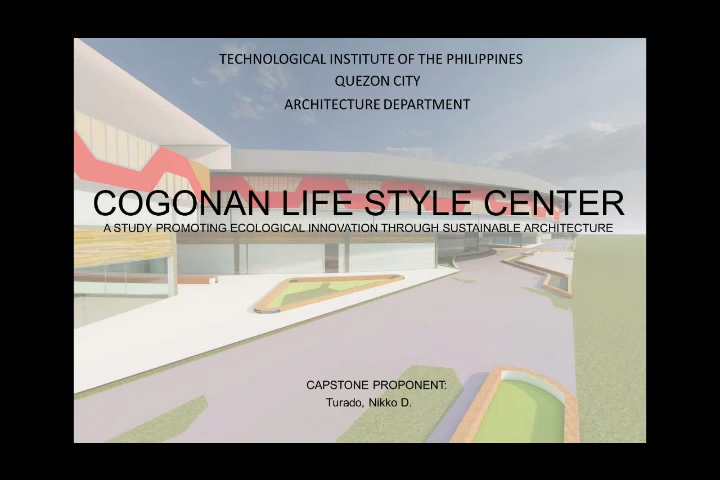 TECHNOLOGICAL INSTITUTE OF THE PHILIPPINES
QUEZON CITY
ARCHITECTURE DEPARTMENT
COGONAN LIFE STYLE CENTER
A STUDY PROMOTING ECOLOGICAL INNOVATION THROUGH SUSTAINABLE ARCHITECTURE
CAPSTONE PROPONENT:
Turado, Nikko D.